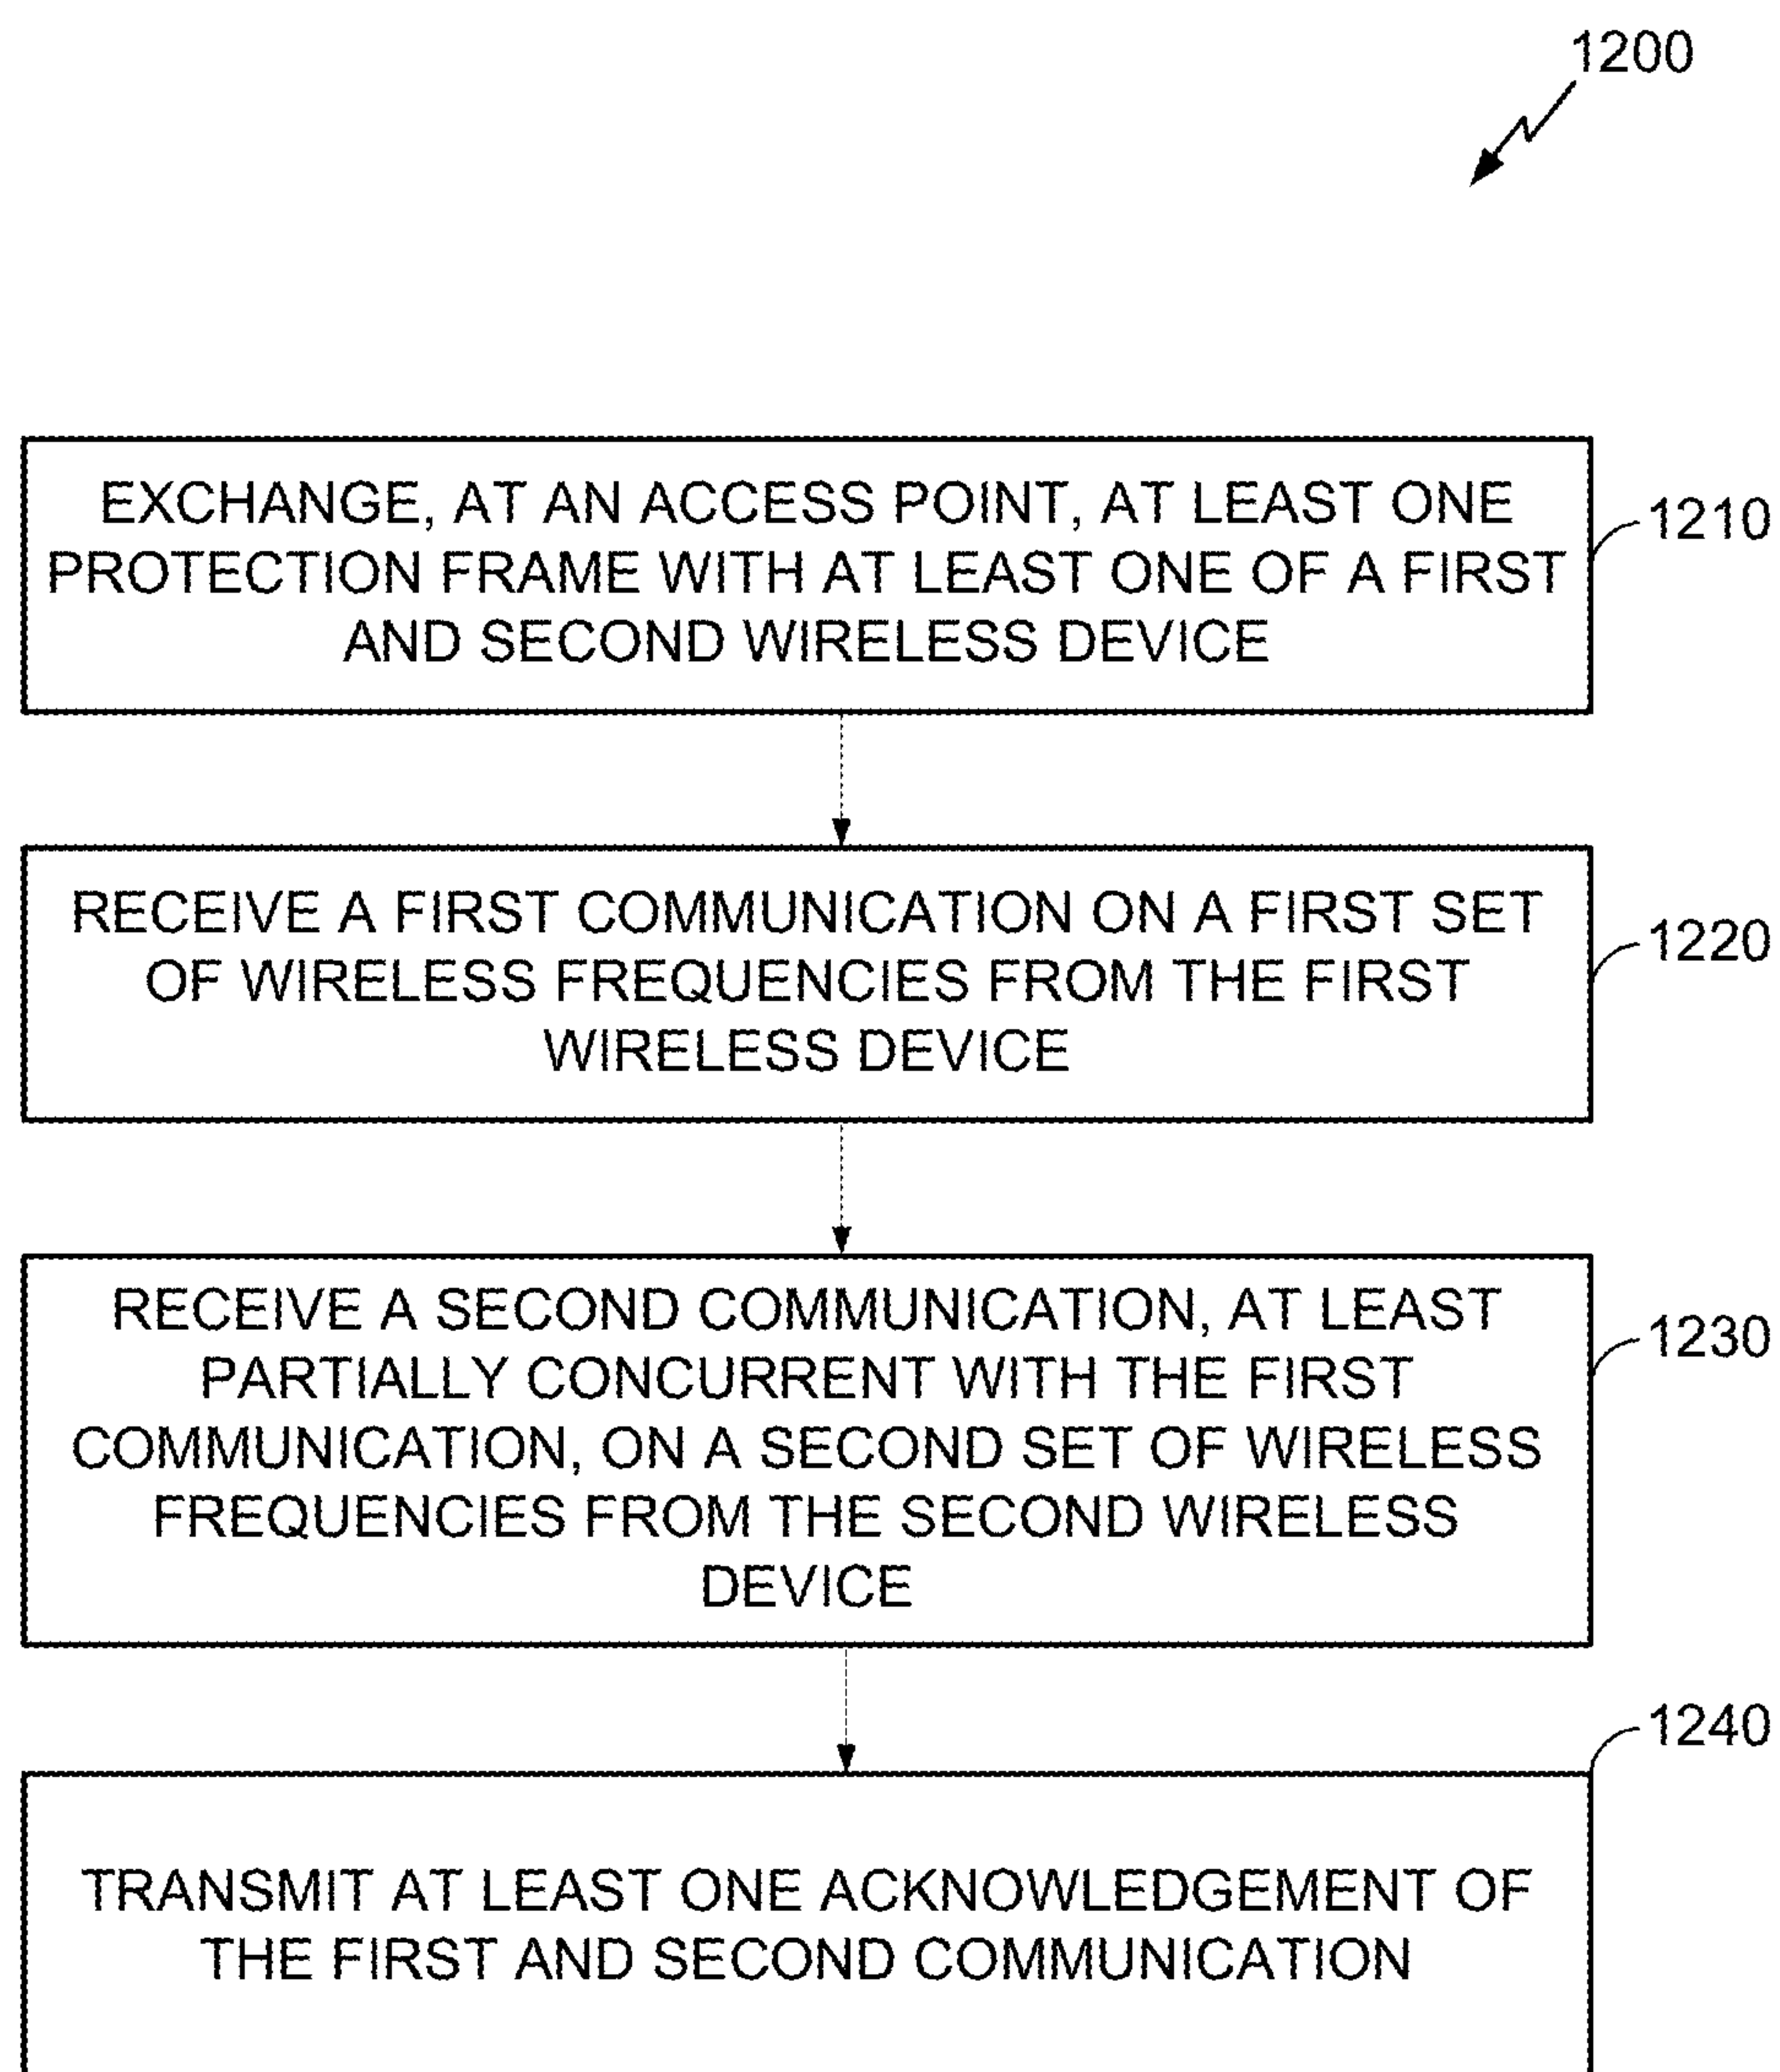 1200
EXCHANGE, AT AN ACCESS POINT, AT LEAST ONE
PROTECTION FRAME WITH AT LEAST ONE OF A FIRST
AND SECOND WIRELESS DEVICE
1210
RECEIVE A FIRST COMMUNICATION ON A FIRST SET
OF WIRELESS FREQUENCIES FROM THE FIRST
WIRELESS DEVICE
1220
RECEIVE A SECOND COMMUNICATION, AT LEAST
PARTIALLY CONCURRENT WITH THE FIRST
COMMUNICATION, ON A SECOND SET OF WIRELESS
FREQUENCIES FROM THE SECOND WIRELESS
DEVICE
1230
TRANSMIT AT LEAST ONE ACKNOWLEDGEMENT OF
THE FIRST AND SECOND COMMUNICATION
1240